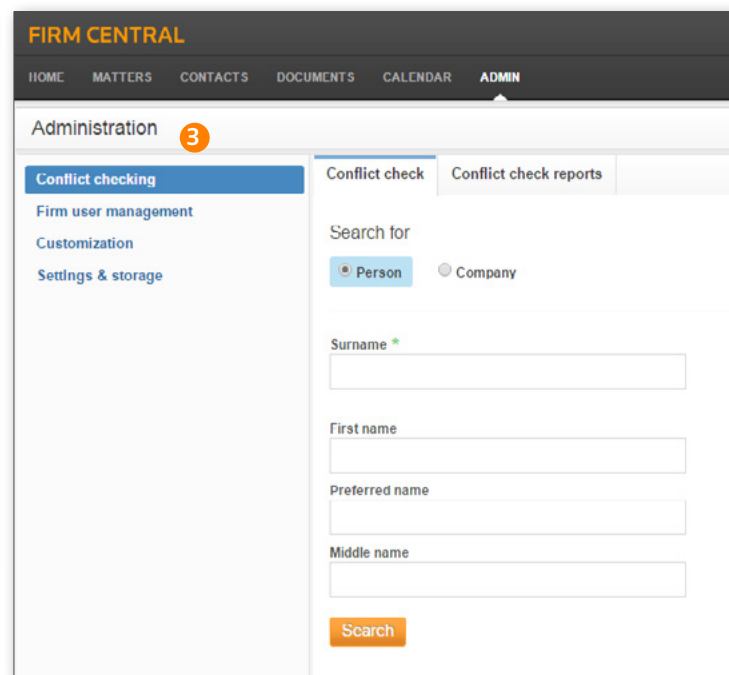 FIRM CENTRAL
HOME MATTERS CONTACTS DOCUMENTS CALENDAR ADMIN
Administration 3
Conflict checking
Firm user management
Customization
Settings & storage
Conflict check Conflict check reports
Search for
Person Company
Surname *
First name
Preferred name
Middle name
Search